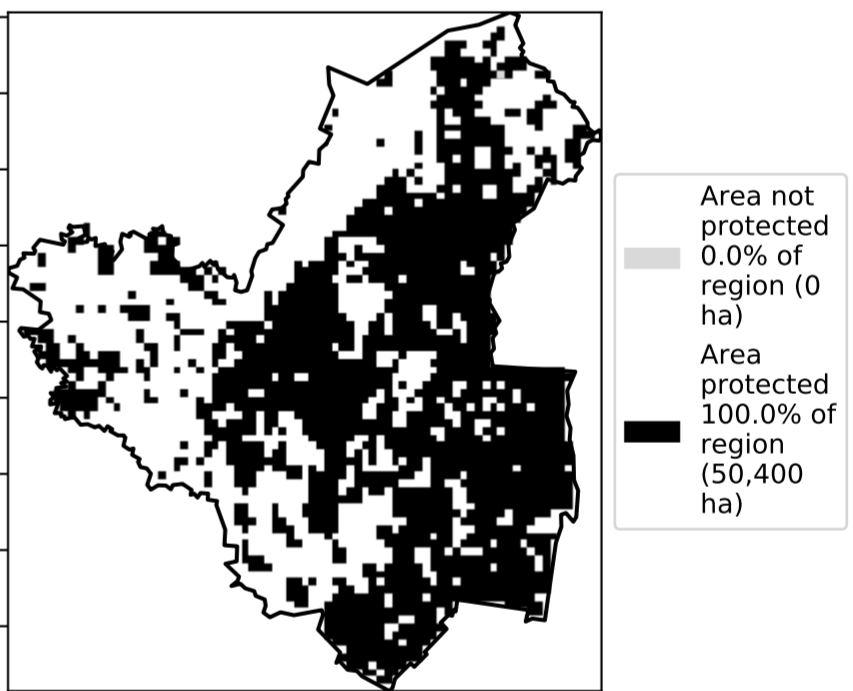 Area not
protected
0.0% of
region (0
ha)
Area
protected
100.0% of
region
(50,400
ha)